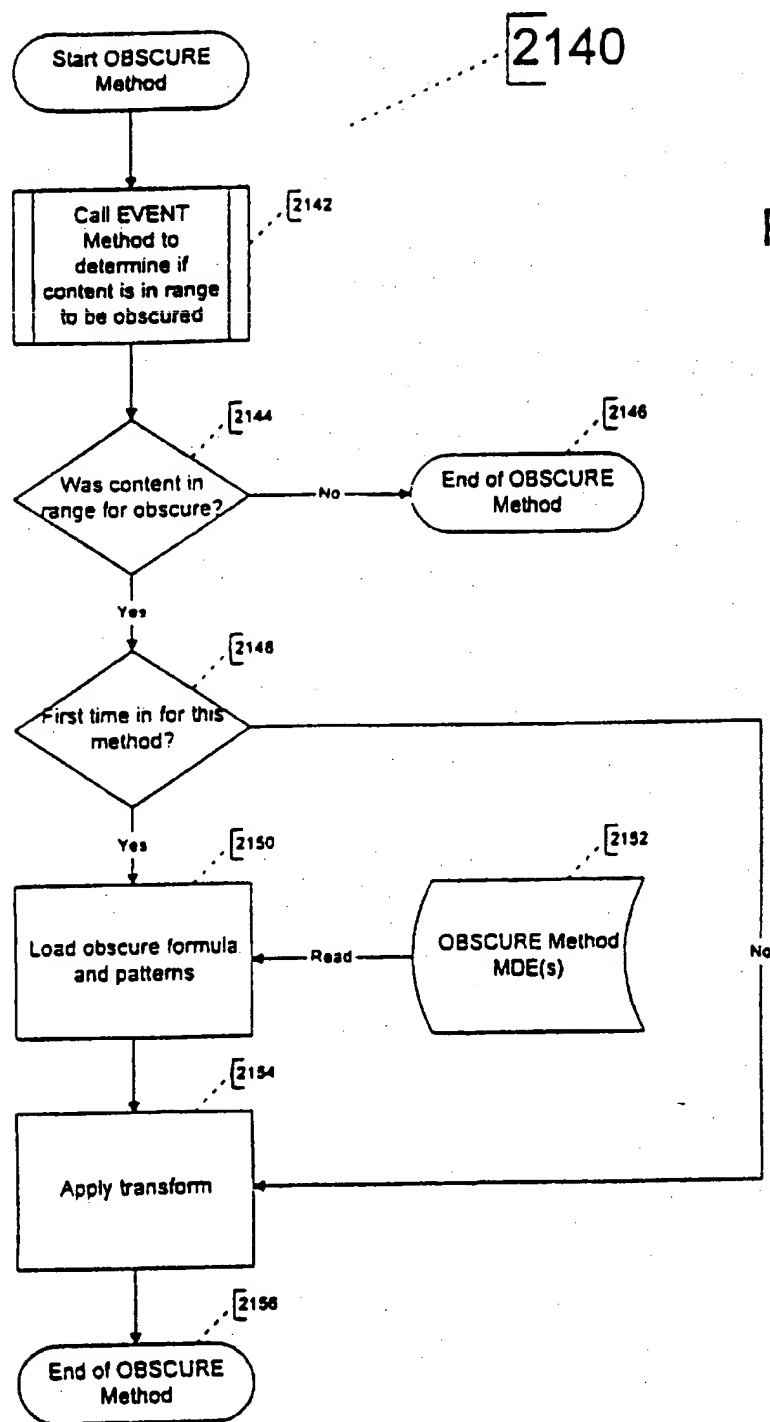 2140
Start OBSCURE
Method
2142
Call EVENT
Method to
determine if
content is in range
to be obscured
2144
Was content in
range for obscure?
No
2146
End of OBSCURE
Method
Yes
2148
First time in for this
method?
No
Yes
2150
Load obscure formula
and patterns
Read
2152
OBSCURE Method
MDE(s)
2154
Apply transform
2156
End of OBSCURE
Method